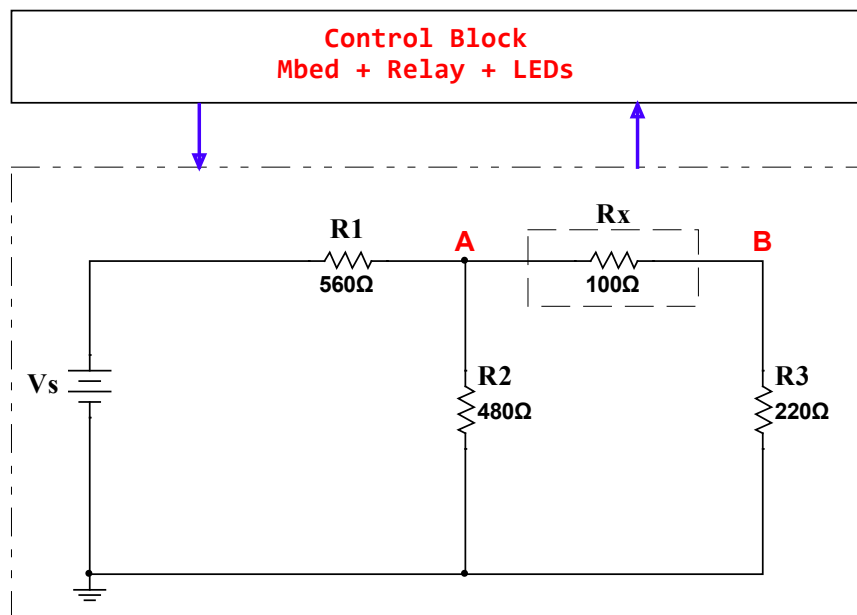 Control Block
Mbed + Relay + LEDs
R1
A
Rx
B
560Ω
100Ω
Vs
R2
480Ω
R3
220Ω